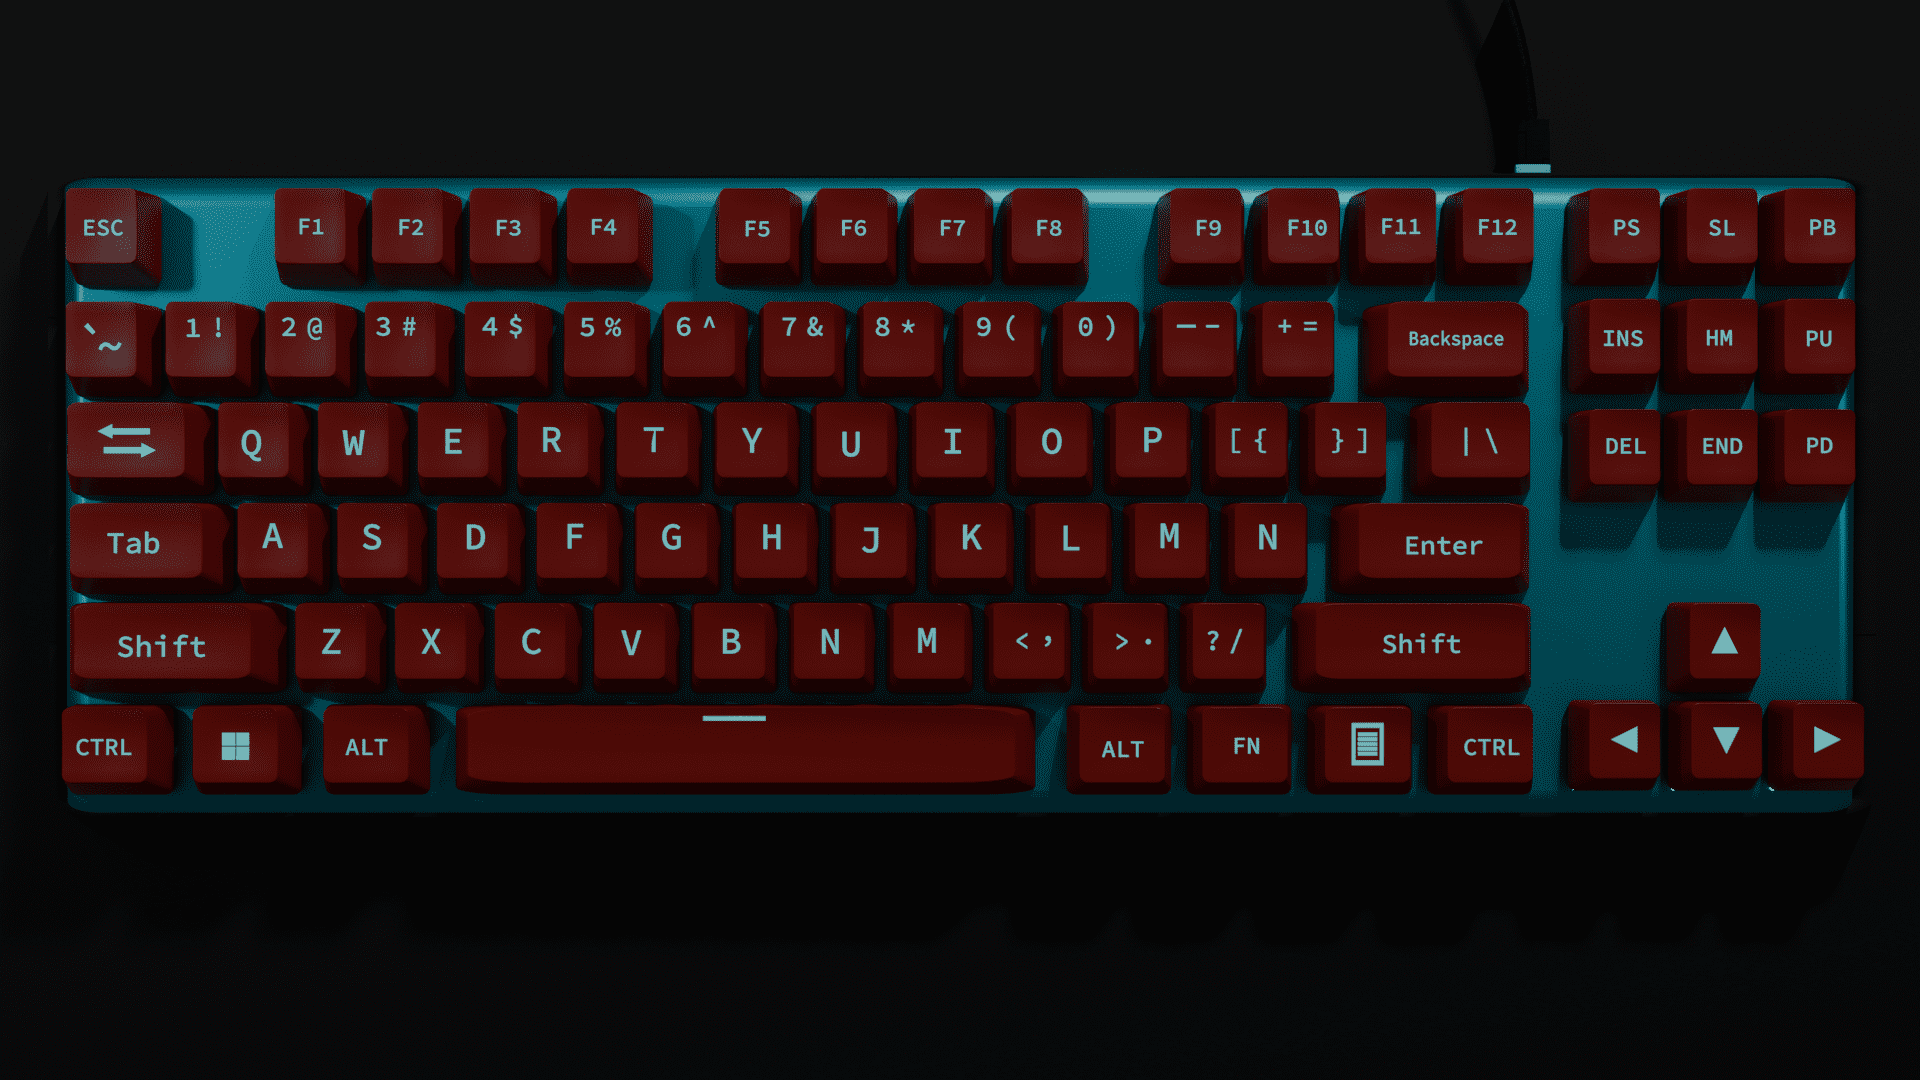 ESC F1 F2 F3 F4 F5 F6 F7 F8 F9 F10 F11 F12 PS SL PB
`~ 1! 2@ 3# 4$ 5% 6^ 7& 8* 9( 0) —- += Backspace INS HM PU
Q W E R T Y U I O P [{ }] |\ DEL END PD
Tab A S D F G H J K L M N Enter
Shift Z X C V B N M <, >. ?/ Shift
CTRL ALT ALT FN CTRL